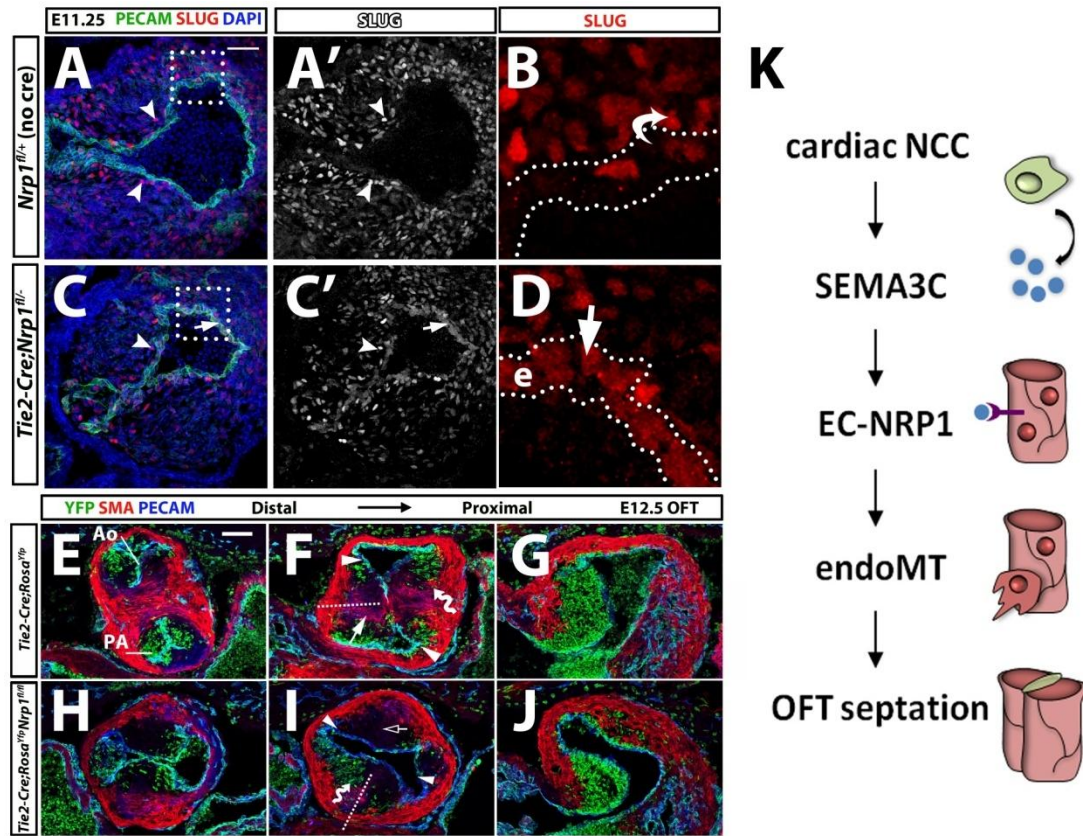 E11.25 PECAM SLUG DAPI
SLUG
SLUG
Nrp1fl/+ (no cre)
A
A′
B
K
cardiac NCC
SEMA3C
EC-NRP1
endoMT
OFT septation
Tie2-Cre;Nrp1fl/-
C
C′
D
e
YFP SMA PECAM Distal Proximal E12.5 OFT
Tie2-Cre;RosaYfp
E
Ao
PA
F
G
Tie2-Cre;RosaYfpNrp1fl/fl
H
I
J